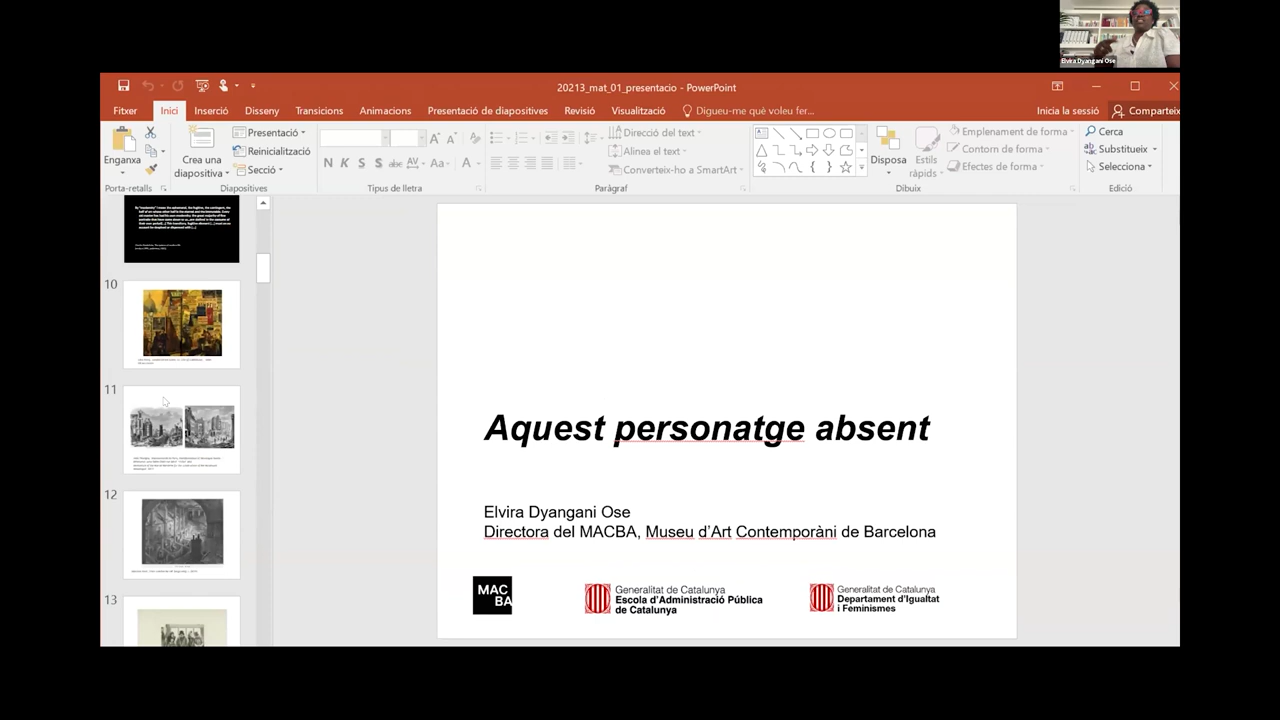 Elvira Dyangani Ose
20213_mat_01_presentacio - PowerPoint
Fitxer Inici Inserció Disseny Transicions Animacions Presentació de diapositives Revisió Visualització Digueu-me què voleu fer... Inicia la sessió Comparteix
Enganxa
Porta-retalls
Crea una
diapositiva
Presentació
Reinicialització
Secció
Diapositives
N K S S abc AV Aa A
Tipus de lletra
Direcció del text
Alinea el text
Converteix-ho a SmartArt
Paràgraf
Disposa
Estils
ràpids
Emplenament de forma
Contorn de forma
Efectes de forma
Dibuix
Cerca
Substitueix
Selecciona
Edició
10
11
12
13
Aquest personatge absent
Elvira Dyangani Ose
Directora del MACBA, Museu d'Art Contemporàni de Barcelona
MAC
BA
Generalitat de Catalunya
Escola d'Administració Pública
de Catalunya
Generalitat de Catalunya
Departament d'Igualtat
i Feminismes